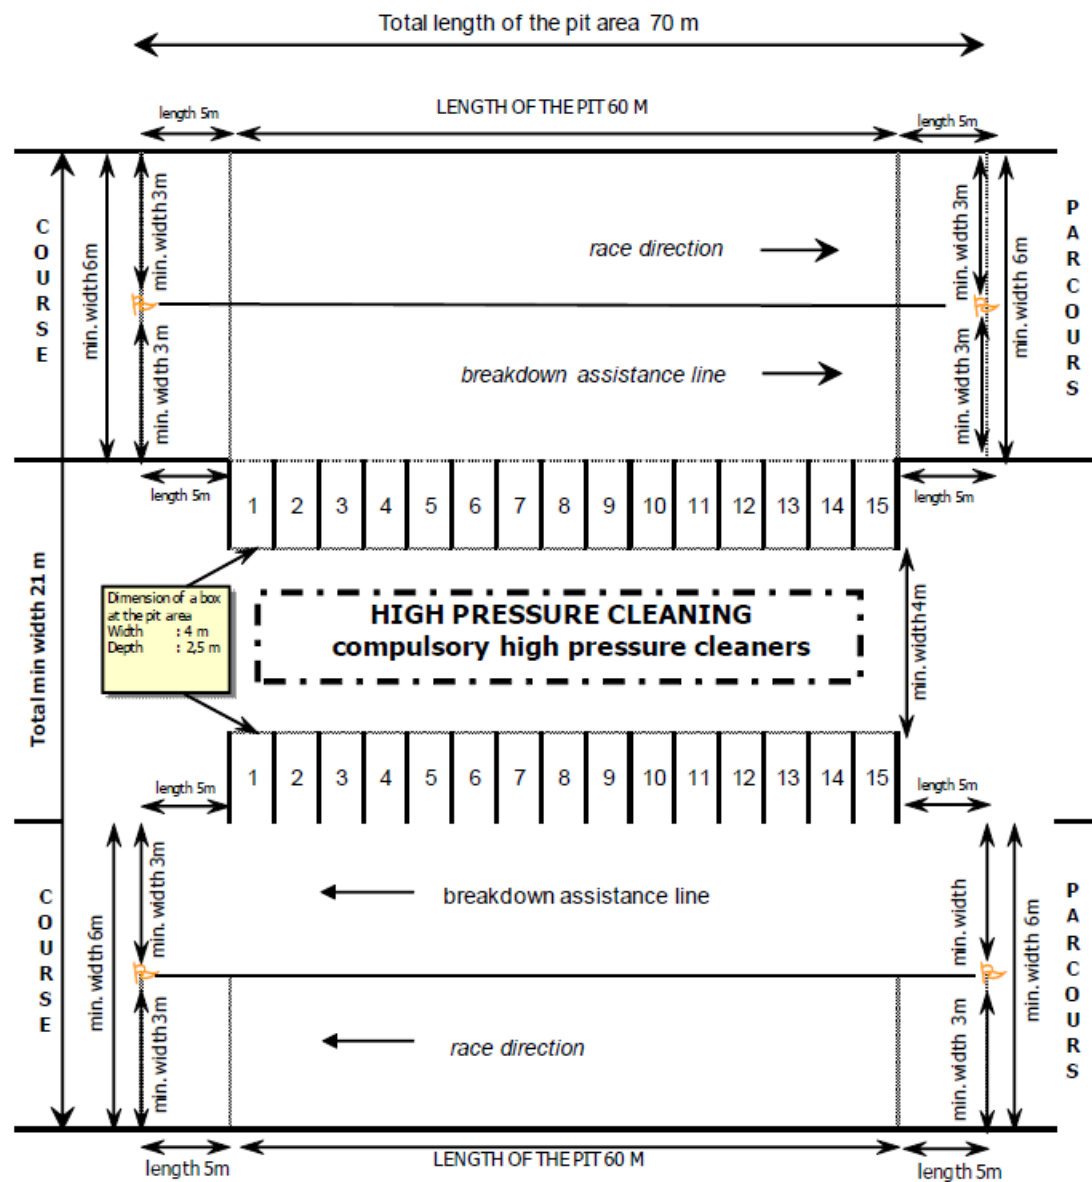 Total length of the pit area 70 m
length 5m
LENGTH OF THE PIT 60 M
length 5m
COURSE
min. width 6m
min. width 3m
race direction
min. width 3m
min. width 6m
PARCOURS
P
P
min. width 3 m
breakdown assistance line
min. width 3m
length 5m
length 5m
1 2 3 4 5 6 7 8 9 10 11 12 13 14 15
Total min width 21 m
Dimension of a box
at the pit area
Width : 4 m
Depth : 2,5 m
HIGH PRESSURE CLEANING
compulsory high pressure cleaners
min. width 4m
1 2 3 4 5 6 7 8 9 10 11 12 13 14 15
length 5m
length 5m
COURSE
min. width 6m
min. width 3m
breakdown assistance line
min. width
min. width 6m
PARCOURS
P
P
min. width 3m
race direction
min. width 3m
length 5m
LENGTH OF THE PIT 60 M
length 5m